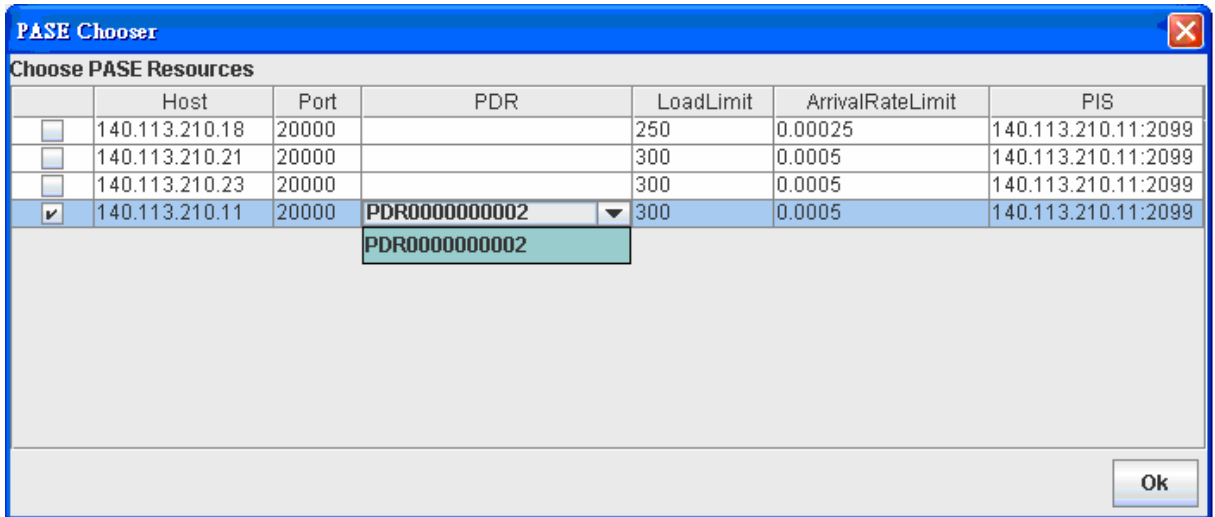 PASE Chooser
Choose PASE Resources
Host Port PDR LoadLimit ArrivalRateLimit PIS
140.113.210.18 20000 250 0.00025 140.113.210.11:2099
140.113.210.21 20000 300 0.0005 140.113.210.11:2099
140.113.210.23 20000 300 0.0005 140.113.210.11:2099
140.113.210.11 20000 PDR0000000002 300 0.0005 140.113.210.11:2099
PDR0000000002
Ok